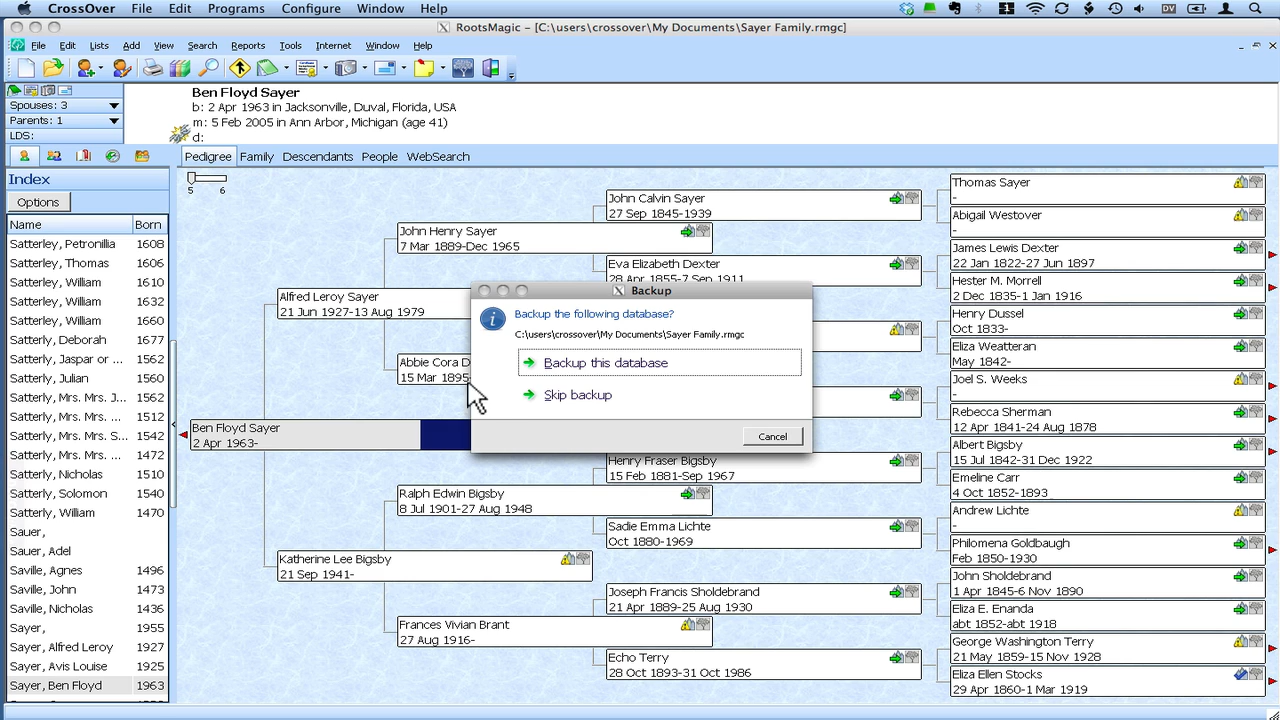 CrossOver File Edit Programs Configure Window Help
RootsMagic - [C:\users\crossover\My Documents\Sayer Family.rmgc]
File Edit Lists Add View Search Reports Tools Internet Window Help
Ben Floyd Sayer
b: 2 Apr 1963 in Jacksonville, Duval, Florida, USA
Spouses: 3
m: 5 Feb 2005 in Ann Arbor, Michigan (age 41)
Parents: 1
d:
LDS:
Pedigree Family Descendants People WebSearch
Index
5 6
Options
Name Born
Satterley, Petronillia 1608
Satterley, Thomas 1606
Satterley, William 1610
Satterley, William 1632
Satterley, William 1660
Satterly, Deborah 1677
Satterly, Jaspar or ... 1562
Satterly, Julian 1560
Satterly, Mrs. Mrs. J... 1562
Satterly, Mrs. Mrs. ... 1512
Satterly, Mrs. Mrs. S... 1542
Satterly, Mrs. Mrs. ... 1472
Satterly, Nicholas 1510
Satterly, Solomon 1540
Satterly, William 1470
Sauer,
Sauer, Adel
Saville, Agnes 1496
Saville, John 1473
Saville, Nicholas 1436
Sayer, 1955
Sayer, Alfred Leroy 1927
Sayer, Avis Louise 1925
Sayer, Ben Floyd 1963
Ben Floyd Sayer
2 Apr 1963-
Alfred Leroy Sayer
21 Jun 1927-13 Aug 1979
Katherine Lee Bigsby
21 Sep 1941-
John Henry Sayer
7 Mar 1889-Dec 1965
Abbie Cora D
15 Mar 1895
Ralph Edwin Bigsby
8 Jul 1901-27 Aug 1948
Frances Vivian Brant
27 Aug 1916-
John Calvin Sayer
27 Sep 1845-1939
Eva Elizabeth Dexter
28 Apr 1855-7 Sep 1911
Henry Fraser Bigsby
15 Feb 1881-Sep 1967
Sadie Emma Lichte
Oct 1880-1969
Joseph Francis Sholdebrand
21 Apr 1889-25 Aug 1930
Echo Terry
28 Oct 1893-31 Oct 1986
Thomas Sayer
-
Abigail Westover
-
James Lewis Dexter
22 Jan 1822-27 Jun 1897
Hester M. Morrell
2 Dec 1835-1 Jan 1916
Henry Dussel
Oct 1833-
Eliza Weatteran
May 1842-
Joel S. Weeks
-
Rebecca Sherman
12 Apr 1841-24 Aug 1878
Albert Bigsby
15 Jul 1842-31 Dec 1922
Emeline Carr
4 Oct 1852-1893
Andrew Lichte
-
Philomena Goldbaugh
Feb 1850-1930
John Sholdebrand
1 Apr 1845-6 Nov 1890
Eliza E. Enanda
abt 1852-abt 1918
George Washington Terry
21 May 1859-15 Nov 1928
Eliza Ellen Stocks
29 Apr 1860-1 Mar 1919
Backup
Backup the following database?
C:\users\crossover\My Documents\Sayer Family.rmgc
Backup this database
Skip backup
Cancel